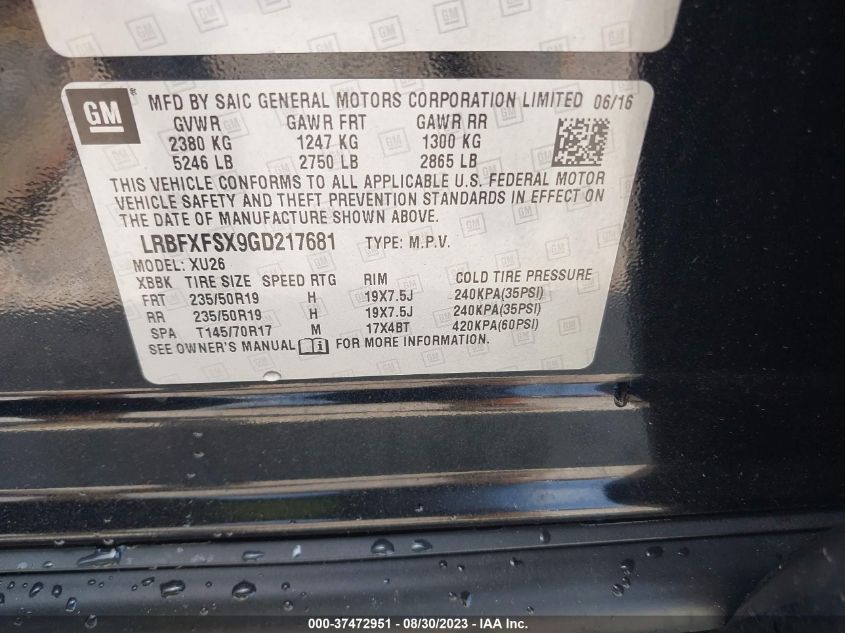 GM MFD BY SAIC GENERAL MOTORS CORPORATION LIMITED 06/16
GVWR GAWR FRT GAWR RR
2380 KG 1247 KG 1300 KG
5246 LB 2750 LB 2865 LB
THIS VEHICLE CONFORMS TO ALL APPLICABLE U.S. FEDERAL MOTOR
VEHICLE SAFETY AND THEFT PREVENTION STANDARDS IN EFFECT ON
THE DATE OF MANUFACTURE SHOWN ABOVE.
LRBFXFSX9GD217681 TYPE: M.P.V.
MODEL: XU26
XBBK TIRE SIZE SPEED RTG RIM COLD TIRE PRESSURE
FRT 235/50R19 H 19X7.5J 240KPA(35PSI)
RR 235/50R19 H 19X7.5J 240KPA(35PSI)
SPA T145/70R17 M 17X4BT 420KPA(60PSI)
SEE OWNER'S MANUAL i FOR MORE INFORMATION.
000-37472951 - 08/30/2023 - IAA Inc.